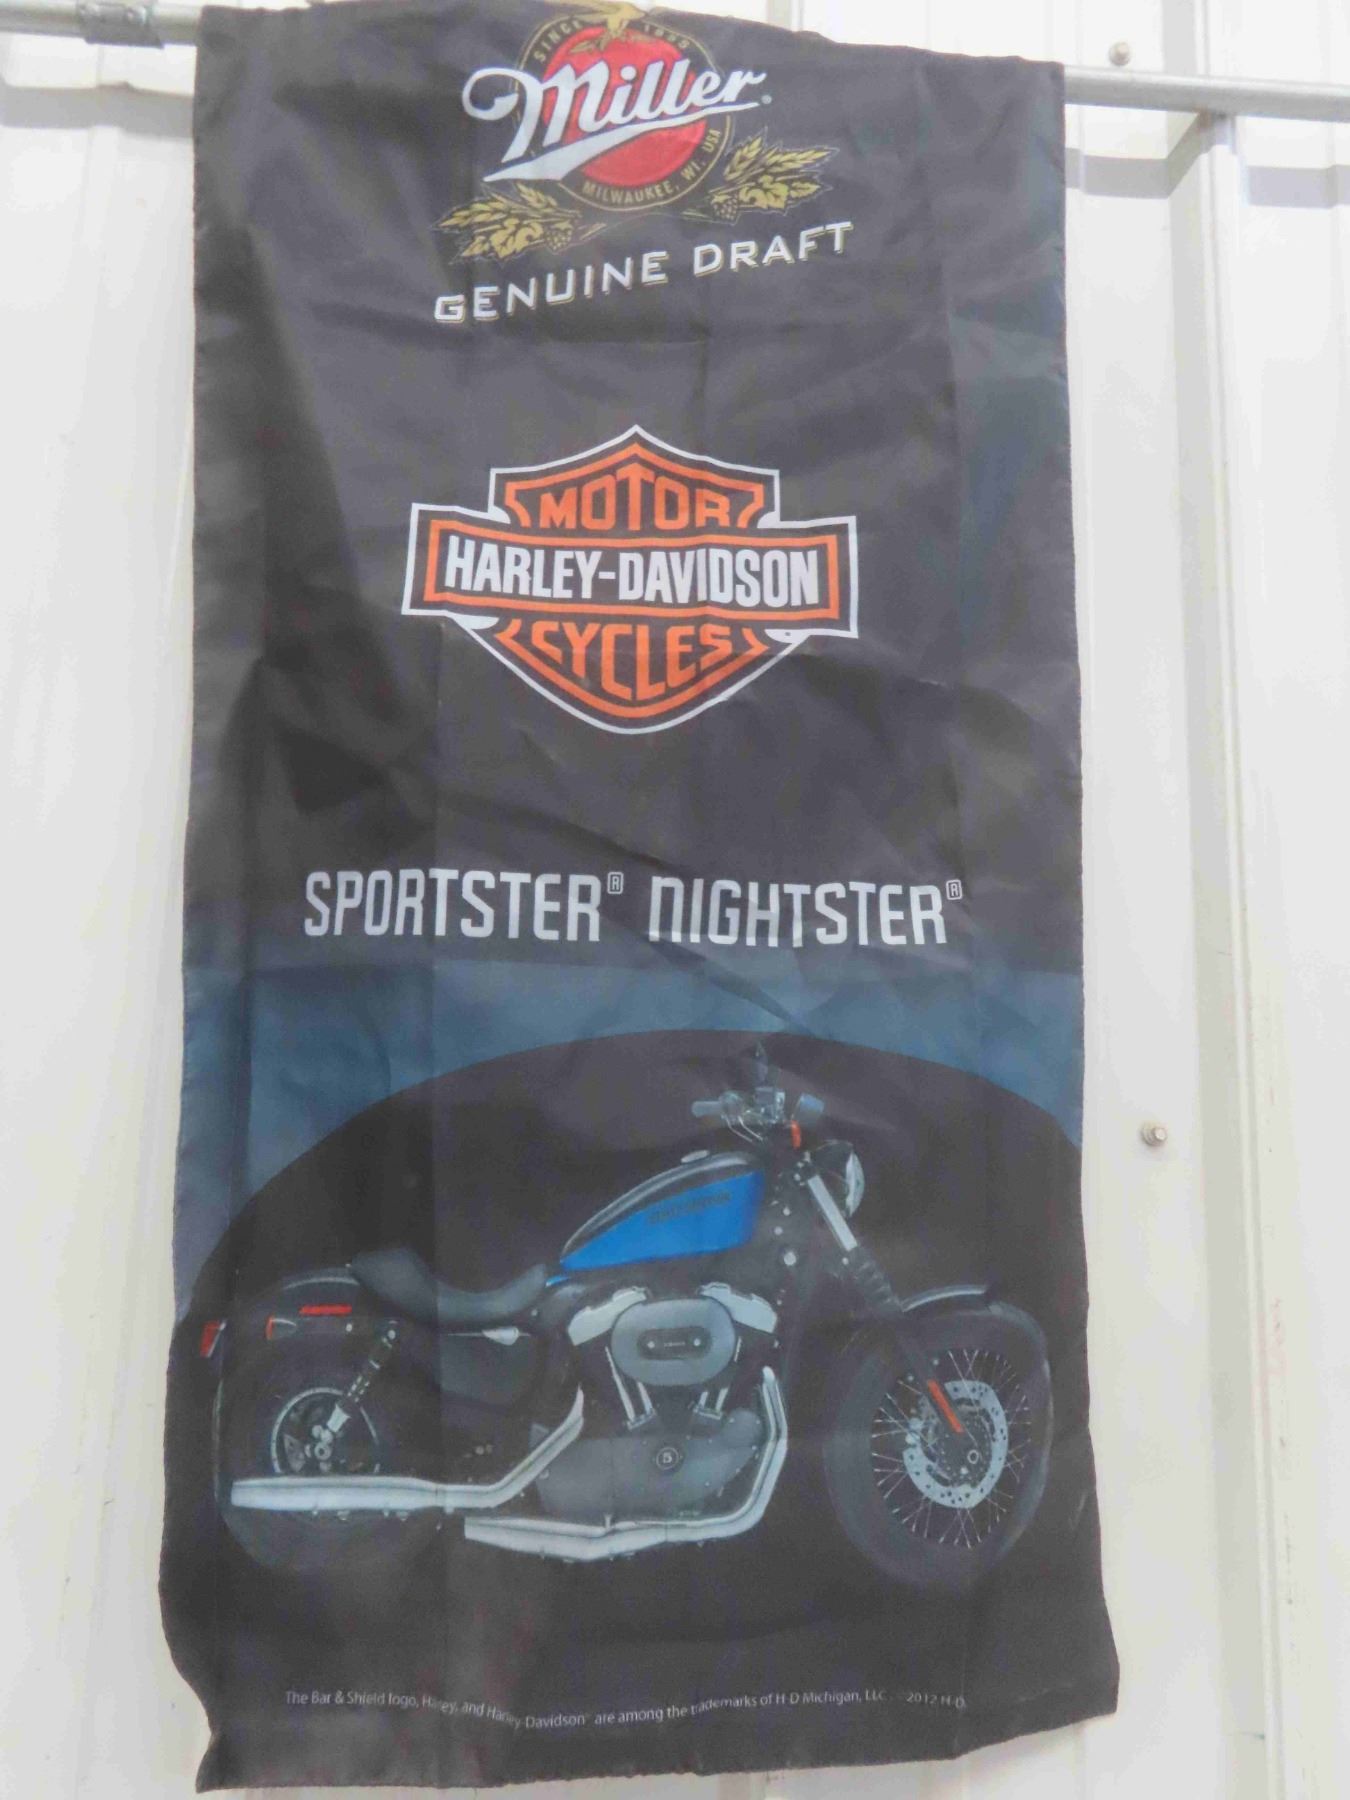 SINCE 1855
Miller®
MILWAUKEE, WI. USA
GENUINE DRAFT
MOTOR
HARLEY-DAVIDSON
CYCLES
SPORTSTER® NIGHTSTER®
The Bar & Shield logo, Harley, and Harley-Davidson are among the trademarks of H-D Michigan, LLC. 2012 H-D.